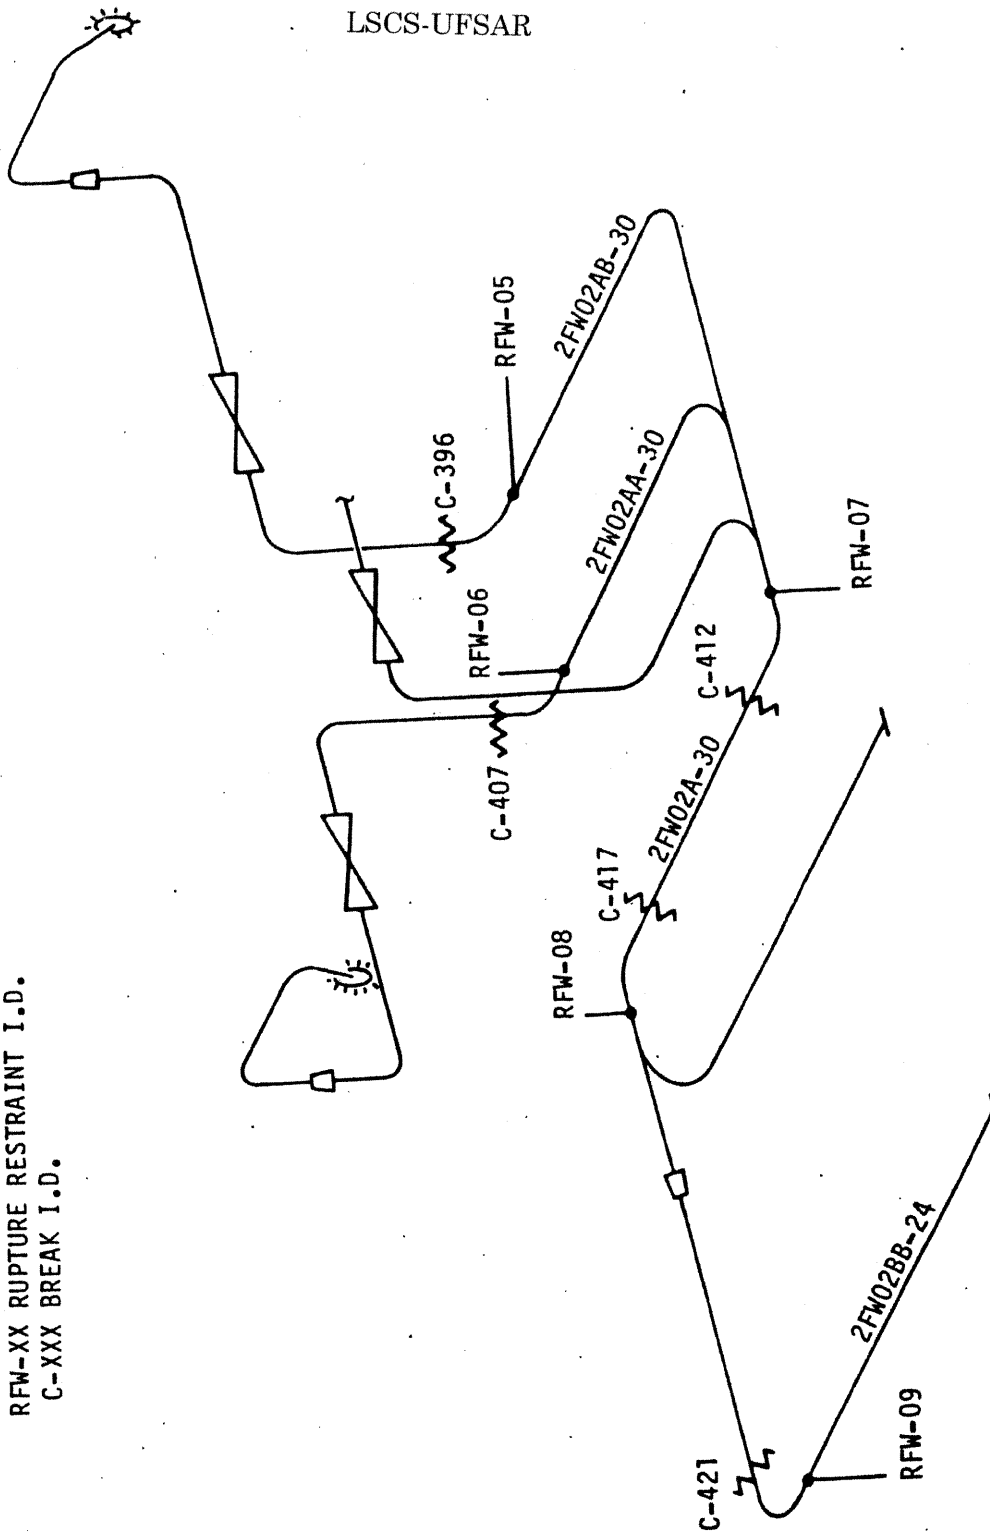 LSCS-UFSAR
RFW-XX RUPTURE RESTRAINT I.D.
C-XXX BREAK I.D.
RFW-05
2FW02AB-30
C-396
2FW02AA-30
RFW-06
RFW-07
C-412
C-407
2FW02A-30
C-417
RFW-08
2FW02BB-24
C-421
RFW-09